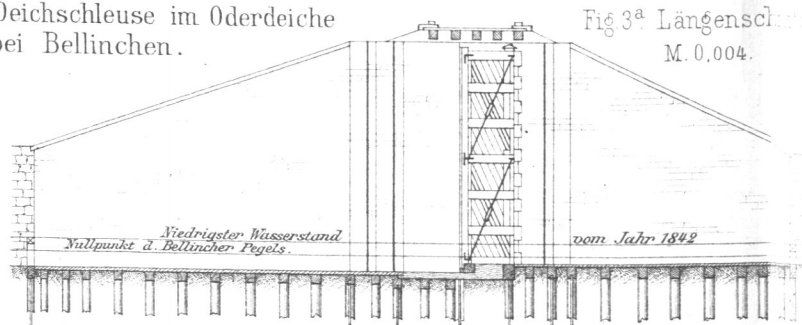 Deichschleuse im Oderdeiche
bei Bellinchen.
Fig. 3ª Längensch
M. 0,004.
Niedrigster Wasserstand vom Jahr 1842
Nullpunkt d. Bellincher Pegels.